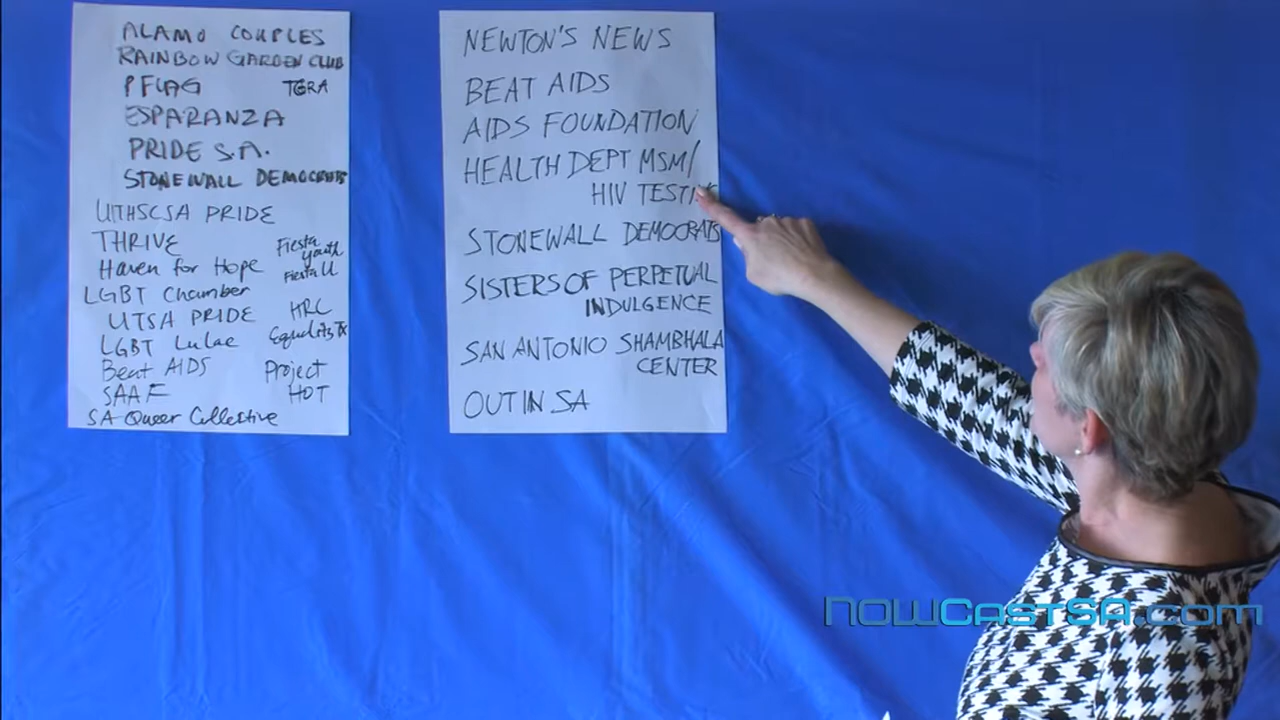 ALAMO COUPLES
RAINBOW GARDEN CLUB
PFLAG TGRA
ESPARANZA
PRIDE S.A.
STONEWALL DEMOCRATS
UTHSCSA PRIDE
THRIVE Fiesta Youth
Haven for Hope Fiesta U
LGBT Chamber
UTSA PRIDE HRC
LGBT Lulac Equality TX
Beat AIDS Project
SAAF HOT
SA Queer Collective
NEWTON'S NEWS
BEAT AIDS
AIDS FOUNDATION
HEALTH DEPT MSM/
HIV TESTING
STONEWALL DEMOCRATS
SISTERS OF PERPETUAL
INDULGENCE
SAN ANTONIO SHAMBHALA
CENTER
OUT IN SA
NOWCastSA.com